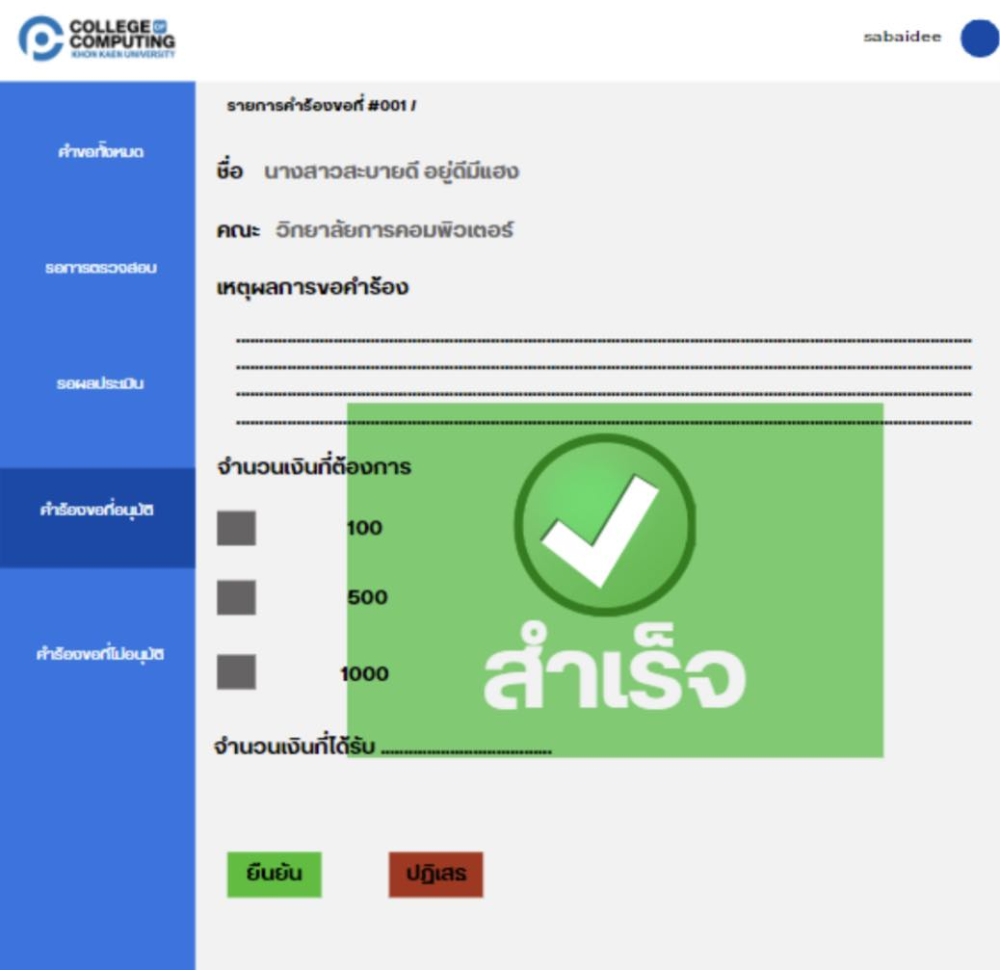 COLLEGE OF
COMPUTING
KHON KAEN UNIVERSITY
sabaidee
รายการคำร้องขอที่ #001 /
คำขอทั้งหมด
ชื่อ นางสาวสะบายดี อยู่ดีมีแฮง
คณะ วิทยาลัยการคอมพิวเตอร์
รอการตรวจสอบ
เหตุผลการขอคำร้อง
รอผลประเมิน
จำนวนเงินที่ต้องการ
คำร้องขอที่อนุมัติ
100
500
1000
สำเร็จ
คำร้องขอที่ไม่อนุมัติ
จำนวนเงินที่ได้รับ ......................................
ยืนยัน
ปฏิเสธ